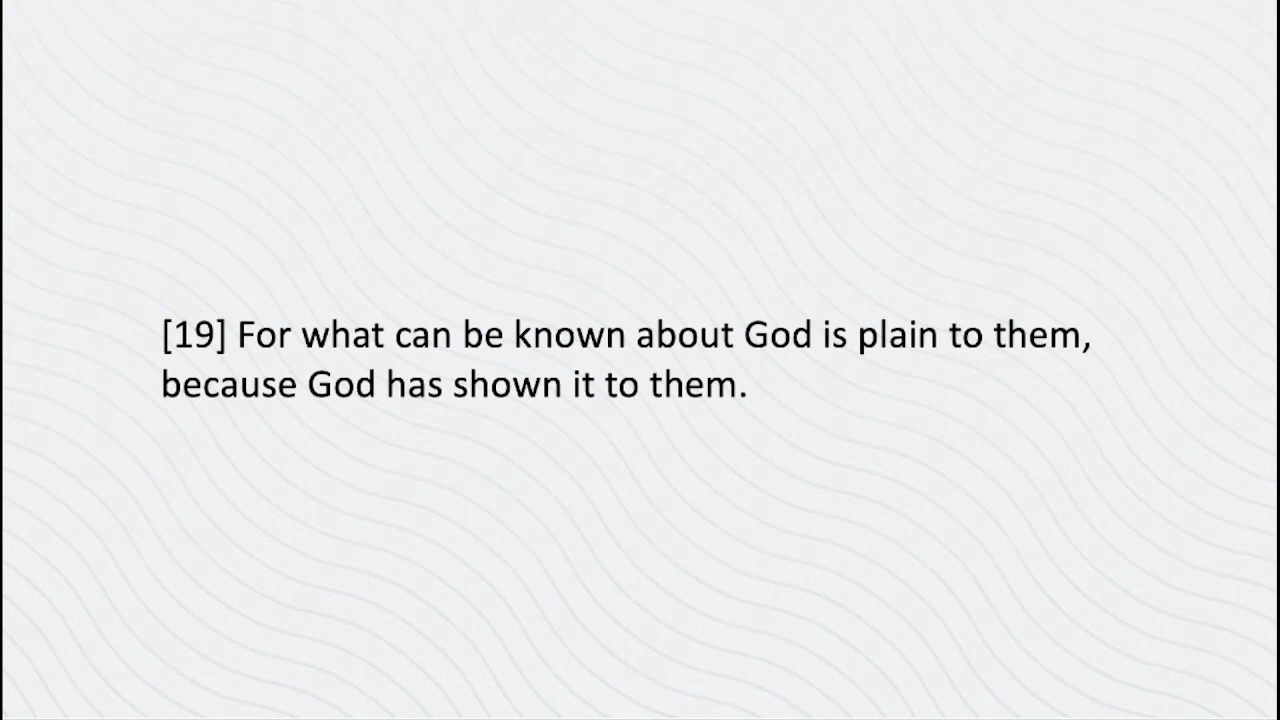 [19] For what can be known about God is plain to them,
because God has shown it to them.